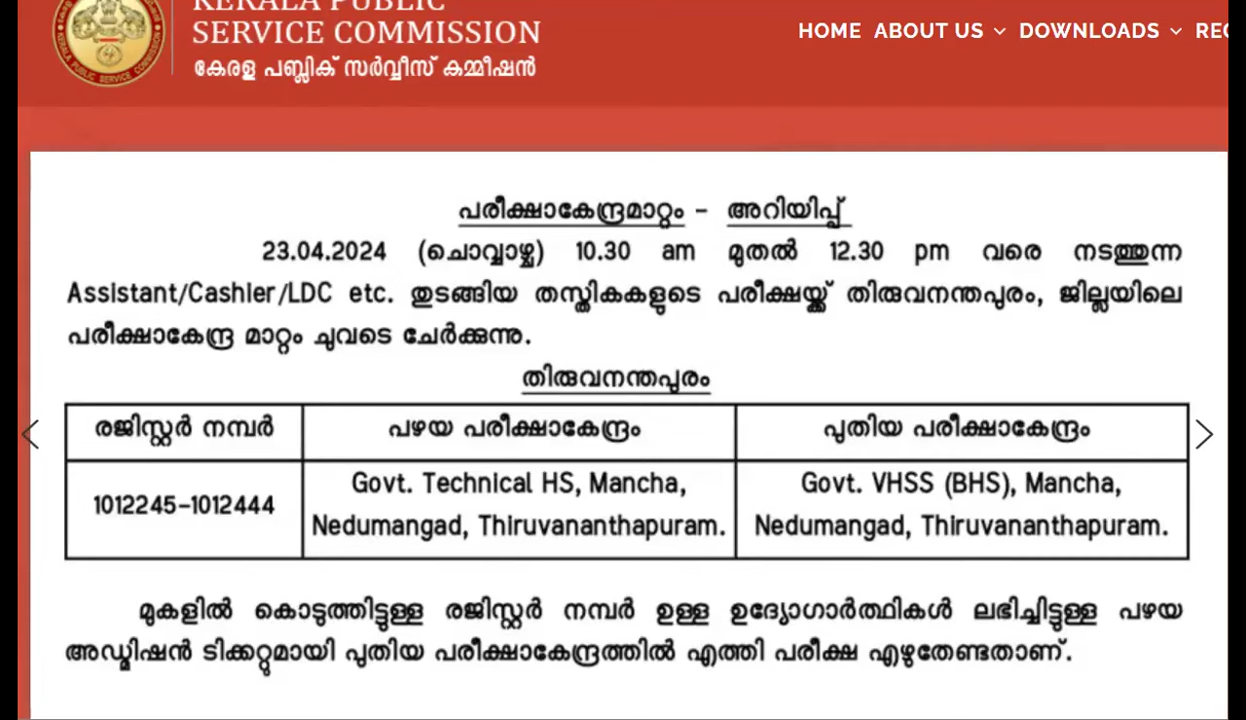 KERALA PUBLIC
SERVICE COMMISSION
കേരള പബ്ലിക് സർവ്വീസ് കമ്മീഷൻ
HOME ABOUT US DOWNLOADS
പരീക്ഷാകേന്ദ്രമാറ്റം - അറിയിപ്പ്
23.04.2024 (ചൊവ്വാഴ്ച) 10.30 am മുതൽ 12.30 pm വരെ നടത്തുന്ന
Assistant/Cashier/LDC etc. തുടങ്ങിയ തസ്തികകളുടെ പരീക്ഷയ്ക്ക് തിരുവനന്തപുരം, ജില്ലയിലെ
പരീക്ഷാകേന്ദ്ര മാറ്റം ചുവടെ ചേർക്കുന്നു.
തിരുവനന്തപുരം
രജിസ്റ്റർ നമ്പർ പഴയ പരീക്ഷാകേന്ദ്രം പുതിയ പരീക്ഷാകേന്ദ്രം
1012245-1012444
Govt. Technical HS, Mancha,
Nedumangad, Thiruvananthapuram.
Govt. VHSS (BHS), Mancha,
Nedumangad, Thiruvananthapuram.
മുകളിൽ കൊടുത്തിട്ടുള്ള രജിസ്റ്റർ നമ്പർ ഉള്ള ഉദ്യോഗാർത്ഥികൾ ലഭിച്ചിട്ടുള്ള പഴയ
അഡ്മിഷൻ ടിക്കറ്റുമായി പുതിയ പരീക്ഷാകേന്ദ്രത്തിൽ എത്തി പരീക്ഷ എഴുതേണ്ടതാണ്.